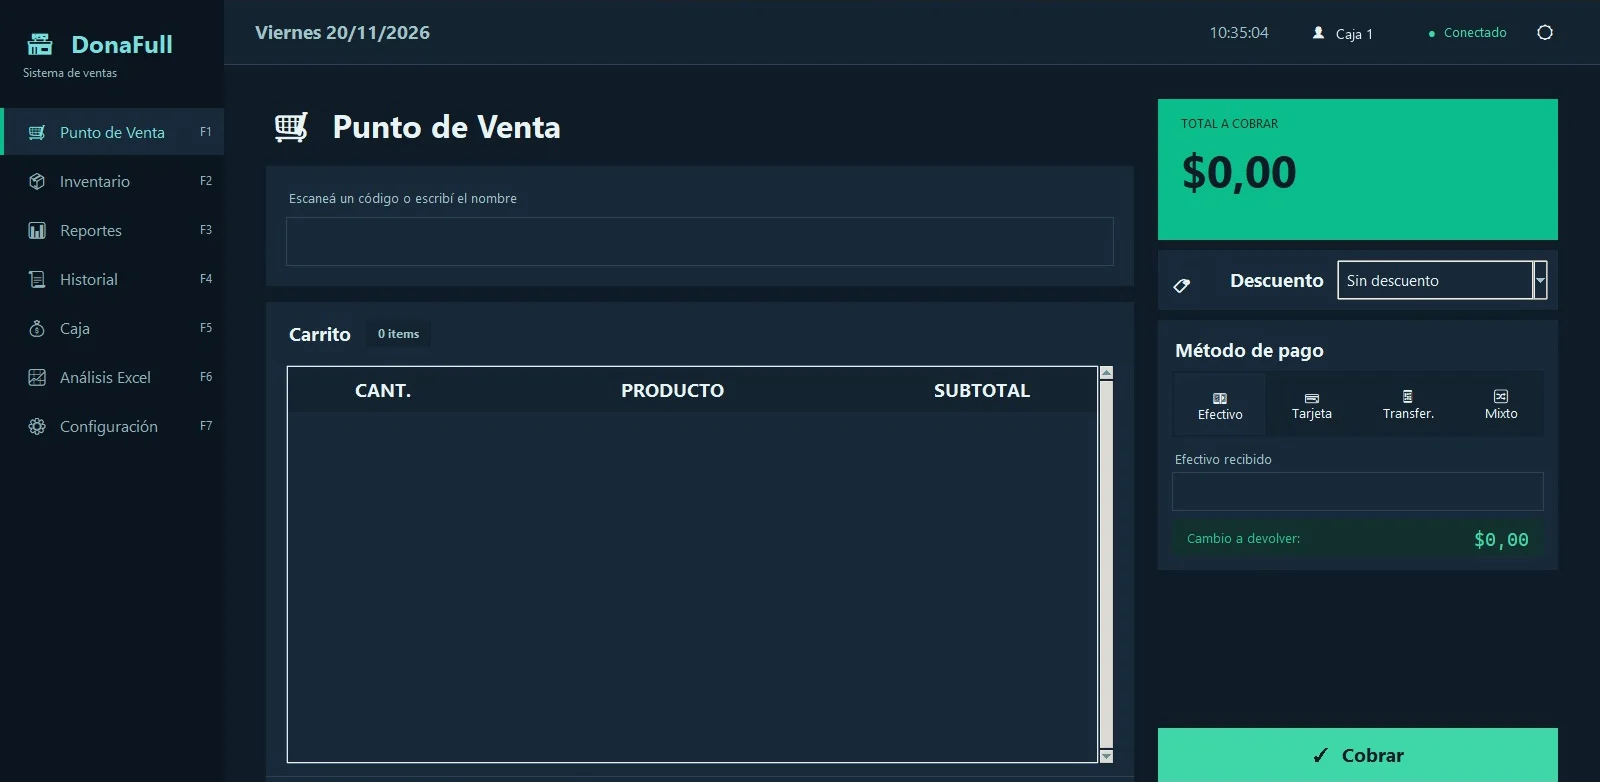 DonaFull
Sistema de ventas
Punto de Venta F1
Inventario F2
Reportes F3
Historial F4
Caja F5
Análisis Excel F6
Configuración F7
Viernes 20/11/2026
10:35:04
Caja 1
● Conectado
Punto de Venta
Escaneá un código o escribí el nombre
Carrito
0 items
CANT. PRODUCTO SUBTOTAL
TOTAL A COBRAR
$0,00
Descuento
Sin descuento
Método de pago
Efectivo Tarjeta Transfer. Mixto
Efectivo recibido
Cambio a devolver: $0,00
✓ Cobrar